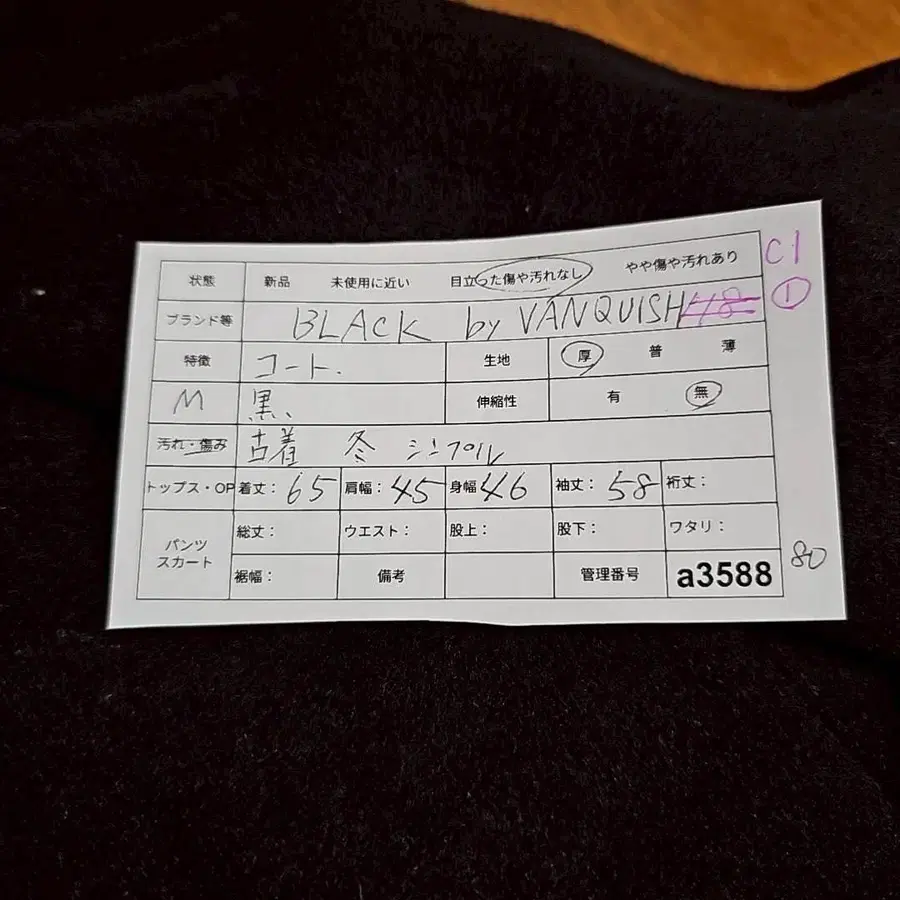 状態 新品 未使用に近い 目立った傷や汚れなし やや傷や汚れあり C1
ブランド等 BLACK by VANQUISH 48 ①
特徴 コート. 生地 厚 普 薄
M 黒、 伸縮性 有 無
汚れ・傷み 古着 冬 シンプル
トップス・OP 着丈: 65 肩幅: 45 身幅 46 袖丈: 58 裄丈:
パンツ スカート 総丈: ウエスト: 股上: 股下: ワタリ:
裾幅: 備考 管理番号 a3588 80